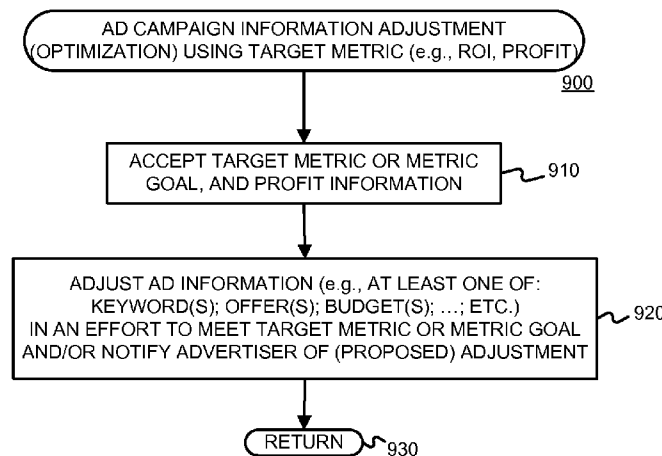 AD CAMPAIGN INFORMATION ADJUSTMENT
(OPTIMIZATION) USING TARGET METRIC (e.g., ROI, PROFIT)
900
ACCEPT TARGET METRIC OR METRIC
GOAL, AND PROFIT INFORMATION
910
ADJUST AD INFORMATION (e.g., AT LEAST ONE OF:
KEYWORD(S); OFFER(S); BUDGET(S); ...; ETC.)
IN AN EFFORT TO MEET TARGET METRIC OR METRIC GOAL
AND/OR NOTIFY ADVERTISER OF (PROPOSED) ADJUSTMENT
920
RETURN
930